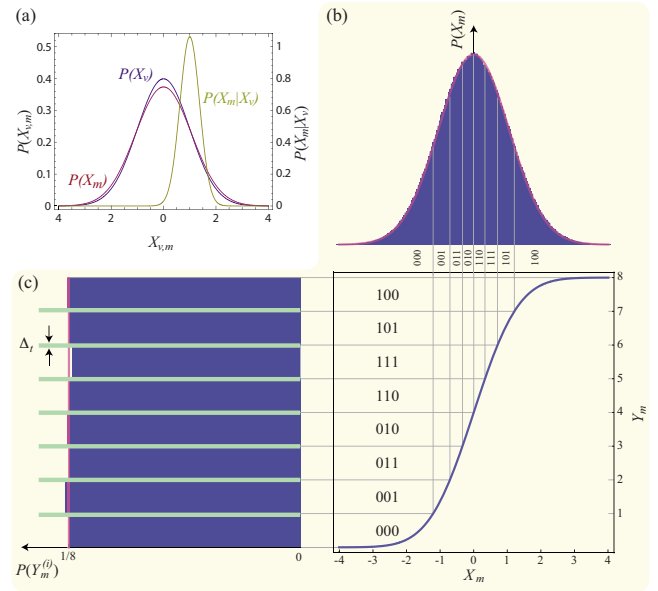 (a)
0.5
0.4
0.3
0.2
0.1
0
P(X_{v,m})
P(X_v)
P(X_m|X_v)
P(X_m)
1
0.8
0.6
0.4
0.2
0
P(X_m|X_v)
4 2 0 2 4
X_{v,m}
(b)
P(X_m)
000 001 011 010 110 111 101 100
(c)
Δ_t
1/8 0
P(Y_m^{(i)})
100
101
111
110
010
011
001
000
8
7
6
5
4
3
2
1
Y_m
-4 -3 -2 -1 0 1 2 3 4
X_m